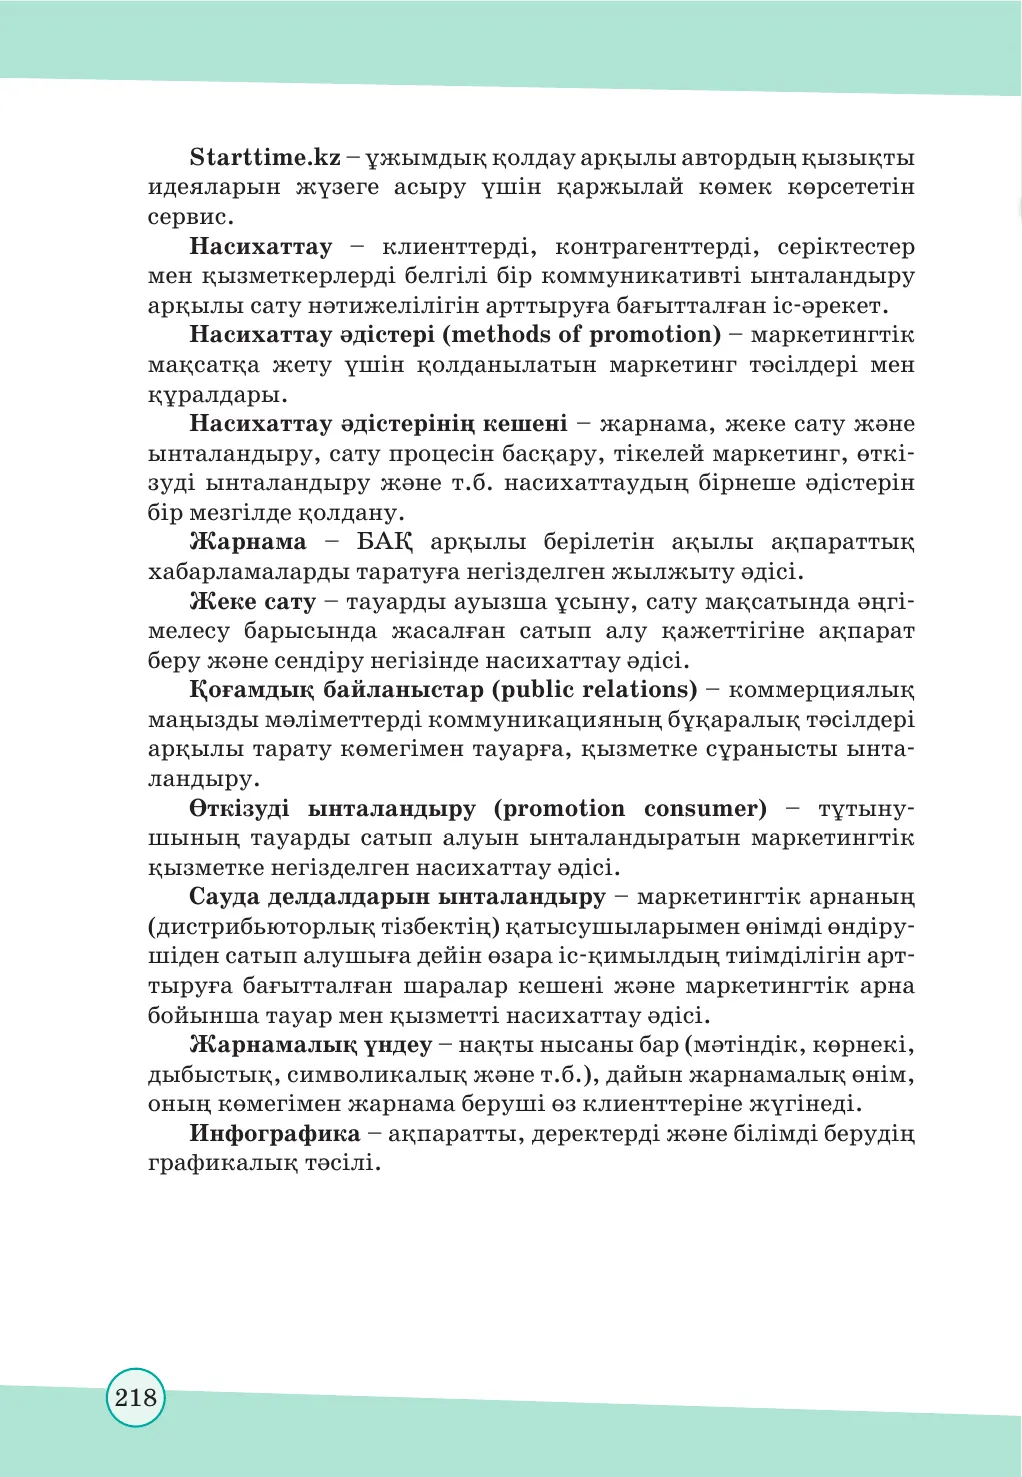 Starttime.kz – ұжымдық қолдау арқылы автордың қызықты
идеяларын жүзеге асыру үшін қаржылай көмек көрсететін
сервис.
Насихаттау – клиенттерді, контрагенттерді, серіктестер
мен қызметкерлерді белгілі бір коммуникативті ынталандыру
арқылы сату нәтижелілігін арттыруға бағытталған іс-әрекет.
Насихаттау әдістері (methods of promotion) – маркетингтік
мақсатқа жету үшін қолданылатын маркетинг тәсілдері мен
құралдары.
Насихаттау әдістерінің кешені – жарнама, жеке сату және
ынталандыру, сату процесін басқару, тікелей маркетинг, өткі-
зуді ынталандыру және т.б. насихаттаудың бірнеше әдістерін
бір мезгілде қолдану.
Жарнама – БАҚ арқылы берілетін ақылы ақпараттық
хабарламаларды таратуға негізделген жылжыту әдісі.
Жеке сату – тауарды ауызша ұсыну, сату мақсатында әңгі-
мелесу барысында жасалған сатып алу қажеттігіне ақпарат
беру және сендіру негізінде насихаттау әдісі.
Қоғамдық байланыстар (public relations) – коммерциялық
маңызды мәліметтерді коммуникацияның бұқаралық тәсілдері
арқылы тарату көмегімен тауарға, қызметке сұранысты ынта-
ландыру.
Өткізуді ынталандыру (promotion consumer) – тұтыну-
шының тауарды сатып алуын ынталандыратын маркетингтік
қызметке негізделген насихаттау әдісі.
Сауда делдалдарын ынталандыру – маркетингтік арнаның
(дистрибьюторлық тізбектің) қатысушыларымен өнімді өндіру-
шіден сатып алушыға дейін өзара іс-қимылдың тиімділігін арт-
тыруға бағытталған шаралар кешені және маркетингтік арна
бойынша тауар мен қызметті насихаттау әдісі.
Жарнамалық үндеу – нақты нысаны бар (мәтіндік, көрнекі,
дыбыстық, символикалық және т.б.), дайын жарнамалық өнім,
оның көмегімен жарнама беруші өз клиенттеріне жүгінеді.
Инфографика – ақпаратты, деректерді және білімді берудің
графикалық тәсілі.
218